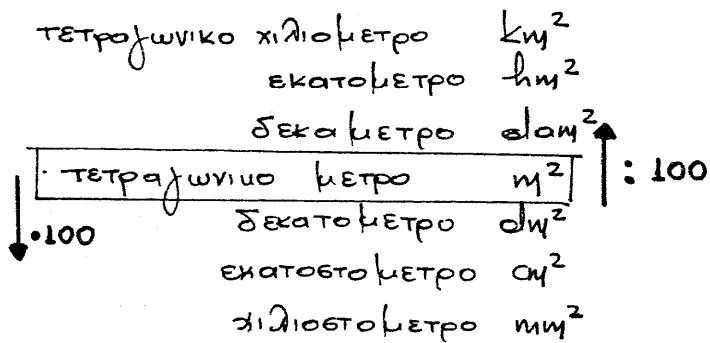 τετραγωνικο χιλιομετρο km²
εκατομετρο hm²
δεκαμετρο dam²
τετραγωνικο μετρο m² : 100
·100 δεκατομετρο dm²
εκατοστομετρο cm²
χιλιοστομετρο mm²